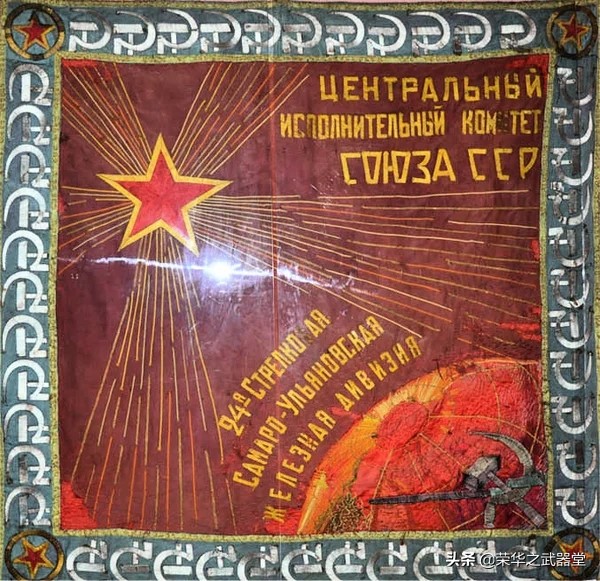 ЦЕНТРАЛЬНЫЙ
ИСПОЛНИТЕЛЬНЫЙ КОМИТЕТ
СОЮЗА ССР
24Я СТРЕЛКОВАЯ
САМАРО-УЛЬЯНОВСКАЯ
ЖЕЛЕЗНАЯ ДИВИЗИЯ
头条@荣华之武器堂